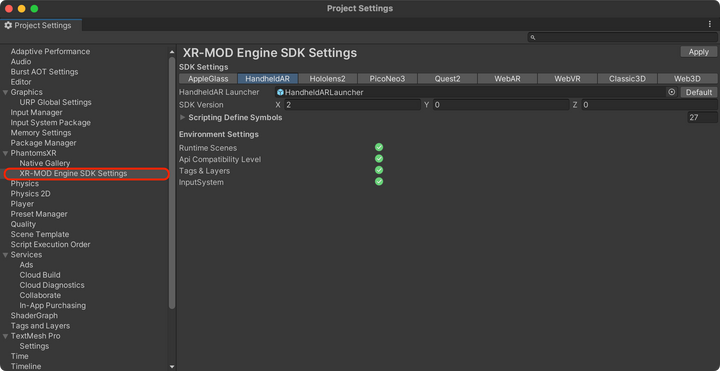 Project Settings
Project Settings
Adaptive Performance
Audio
Burst AOT Settings
Editor
Graphics
URP Global Settings
Input Manager
Input System Package
Memory Settings
Package Manager
PhantomsXR
Native Gallery
XR-MOD Engine SDK Settings
Physics
Physics 2D
Player
Preset Manager
Quality
Scene Template
Script Execution Order
Services
Ads
Cloud Build
Cloud Diagnostics
Collaborate
In-App Purchasing
ShaderGraph
Tags and Layers
TextMesh Pro
Settings
Time
Timeline
XR-MOD Engine SDK Settings Apply
SDK Settings
AppleGlass HandheldAR Hololens2 PicoNeo3 Quest2 WebAR WebVR Classic3D Web3D
HandheldAR Launcher HandheldARLauncher Default
SDK Version X 2 Y 0 Z 0
Scripting Define Symbols 27
Environment Settings
Runtime Scenes
Api Compatibility Level
Tags & Layers
InputSystem